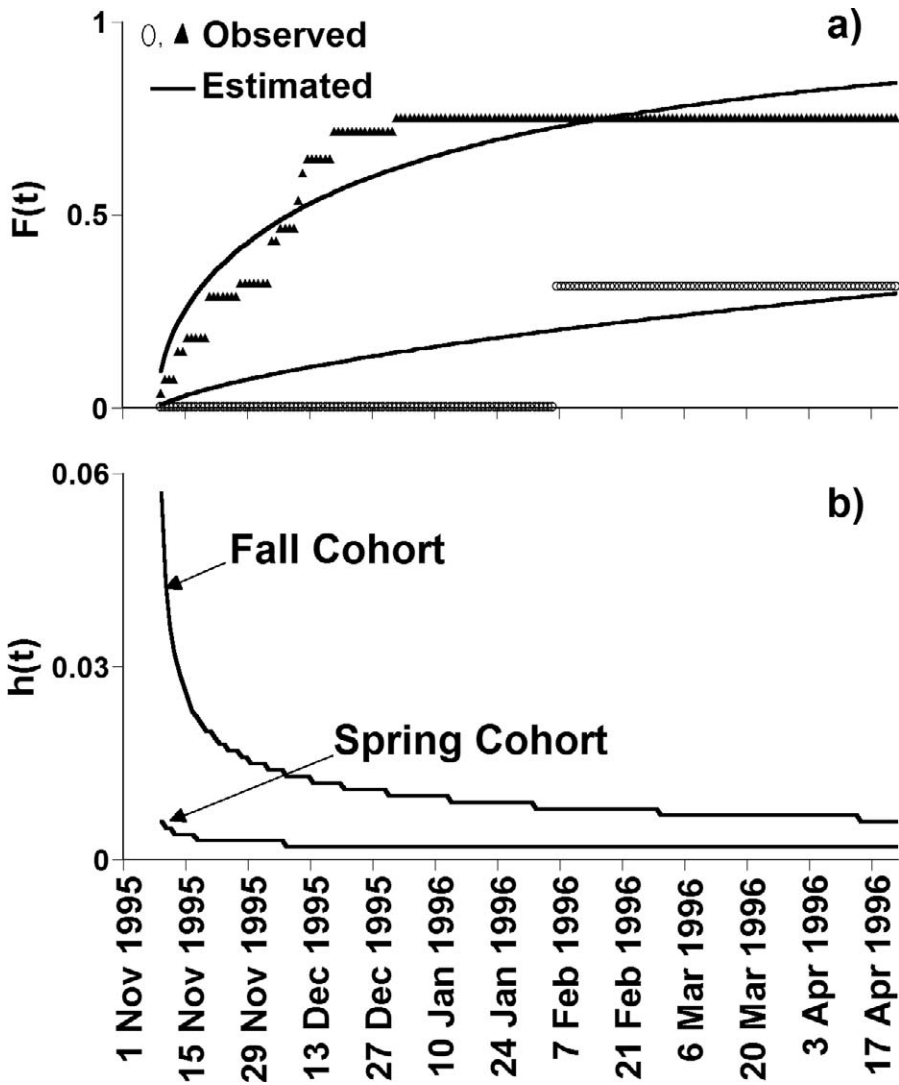 1
a)
0, ▲ Observed
Estimated
F(t)
0.5
0
0.06
b)
Fall Cohort
h(t)
0.03
Spring Cohort
0
1 Nov 1995
15 Nov 1995
29 Nov 1995
13 Dec 1995
27 Dec 1995
10 Jan 1996
24 Jan 1996
7 Feb 1996
21 Feb 1996
6 Mar 1996
20 Mar 1996
3 Apr 1996
17 Apr 1996